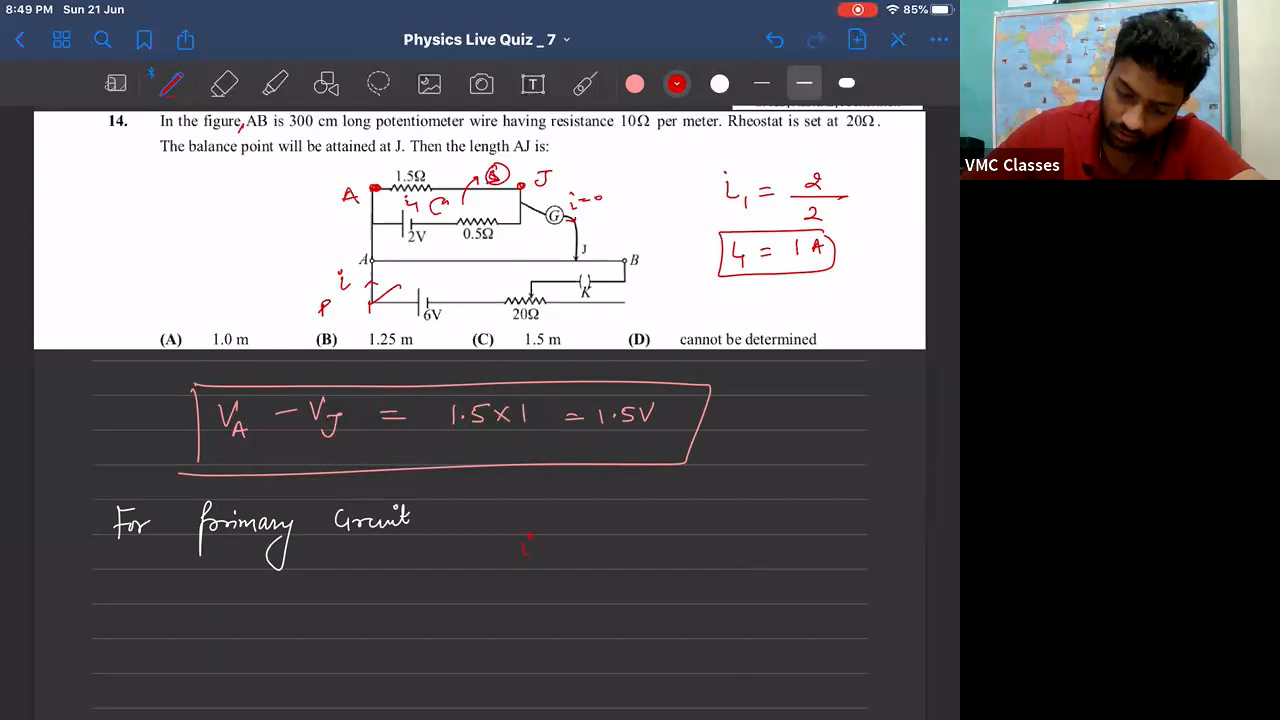 8:49 PM Sun 21 Jun
85%
Physics Live Quiz _ 7
T
14. In the figure, AB is 300 cm long potentiometer wire having resistance 10Ω per meter. Rheostat is set at 20Ω.
The balance point will be attained at J. Then the length AJ is:
1.5Ω
A
J
i₁
i=0
G
2V
0.5Ω
J
A
B
i
K
P
6V
20Ω
i₁ = 2/2
i₁ = 1 A
(A) 1.0 m (B) 1.25 m (C) 1.5 m (D) cannot be determined
V_A - V_J = 1.5×1 = 1.5V
For primary Circuit
i
VMC Classes